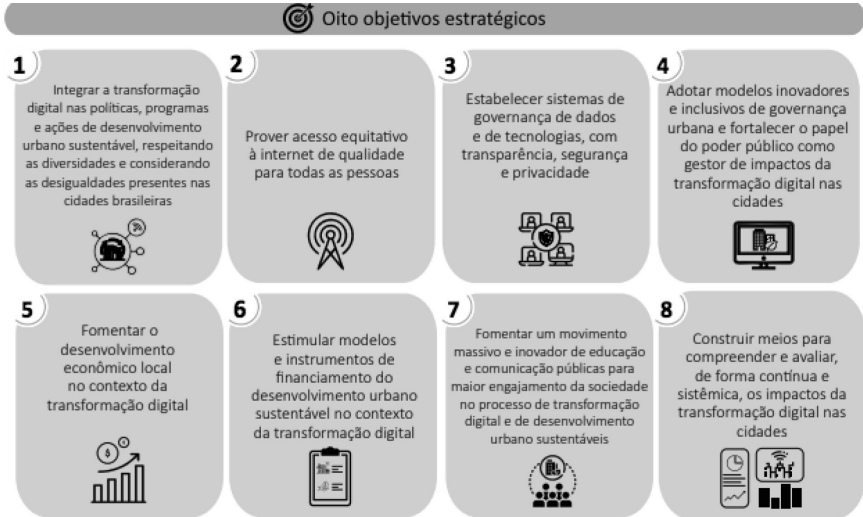 Oito objetivos estratégicos
1
Integrar a transformação
digital nas políticas, programas
e ações de desenvolvimento
urbano sustentável, respeitando
as diversidades e considerando
as desigualdades presentes nas
cidades brasileiras
2
Prover acesso equitativo
à internet de qualidade
para todas as pessoas
3
Estabelecer sistemas de
governança de dados
e de tecnologias, com
transparência, segurança
e privacidade
4
Adotar modelos inovadores
e inclusivos de governança
urbana e fortalecer o papel
do poder público como
gestor de impactos da
transformação digital nas
cidades
5
Fomentar o
desenvolvimento
econômico local
no contexto da
transformação digital
6
Estimular modelos
e instrumentos de
financiamento do
desenvolvimento urbano
sustentável no contexto
da transformação digital
7
Fomentar um movimento
massivo e inovador de educação
e comunicação públicas para
maior engajamento da sociedade
no processo de transformação
digital e de desenvolvimento
urbano sustentáveis
8
Construir meios para
compreender e avaliar,
de forma contínua e
sistêmica, os impactos da
transformação digital nas
cidades